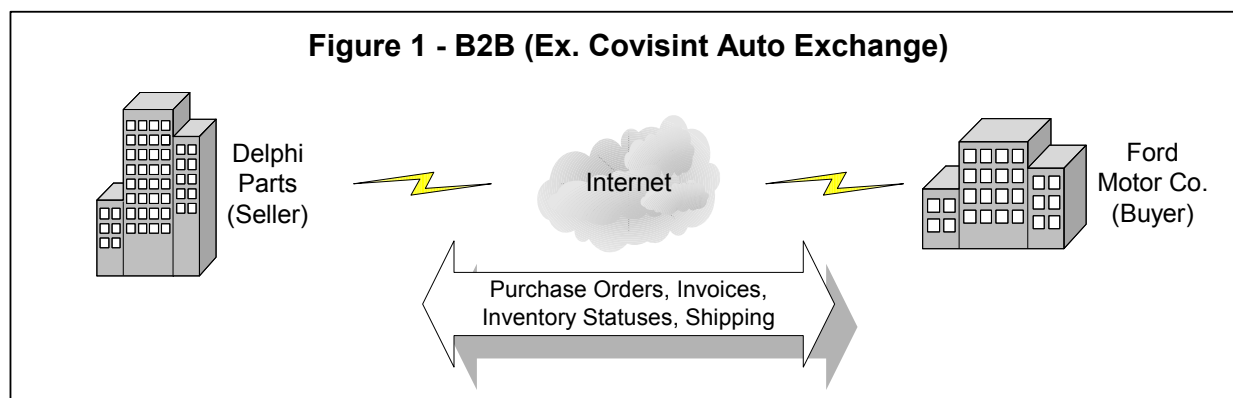 Figure 1 - B2B (Ex. Covisint Auto Exchange)
Delphi
Parts
(Seller)
Internet
Ford
Motor Co.
(Buyer)
Purchase Orders, Invoices,
Inventory Statuses, Shipping